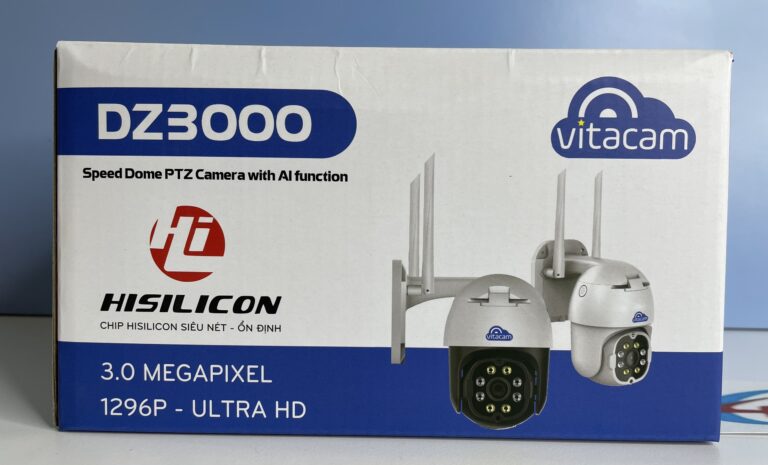 DZ3000
vitacam
Speed Dome PTZ Camera with AI function
Hi
HISILICON
CHIP HISILICON SIÊU NÉT - ỔN ĐỊNH
vitacam
3.0 MEGAPIXEL
1296P - ULTRA HD